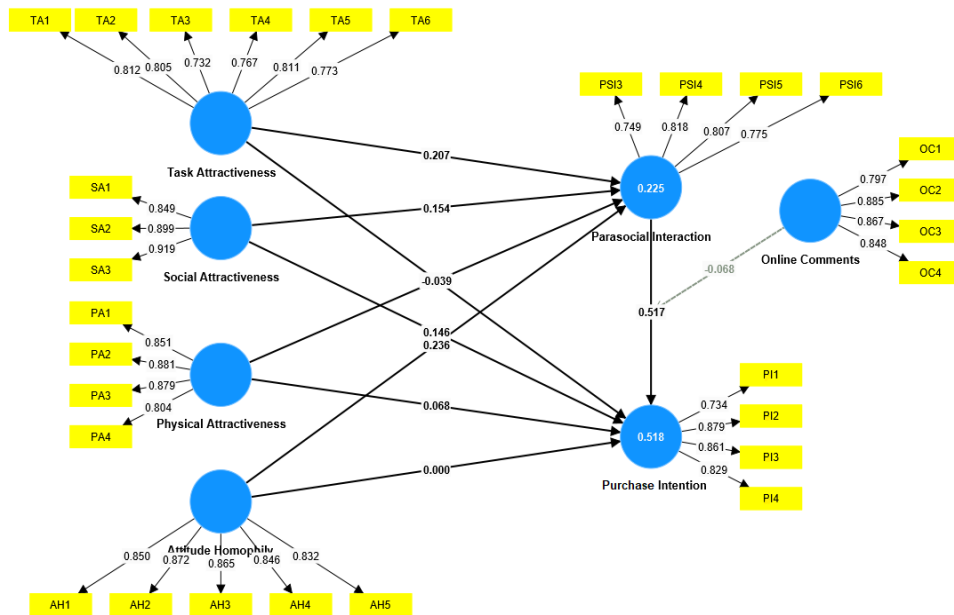 TA1 TA2 TA3 TA4 TA5 TA6
0.812 0.805 0.732 0.767 0.811 0.773
Task Attractiveness
PSI3 PSI4 PSI5 PSI6
0.749 0.818 0.807 0.775
0.225
Parasocial Interaction
OC1
OC2
OC3
OC4
0.797
0.885
0.867
0.848
Online Comments
SA1
SA2
SA3
0.849
0.899
0.919
Social Attractiveness
0.207
0.154
-0.039
0.146
0.236
0.068
0.000
-0.068
0.517
PA1
PA2
PA3
PA4
0.851
0.881
0.879
0.804
Physical Attractiveness
PI1
PI2
PI3
PI4
0.734
0.879
0.861
0.829
0.518
Purchase Intention
Attitude Homophily
0.850 0.872 0.865 0.846 0.832
AH1 AH2 AH3 AH4 AH5